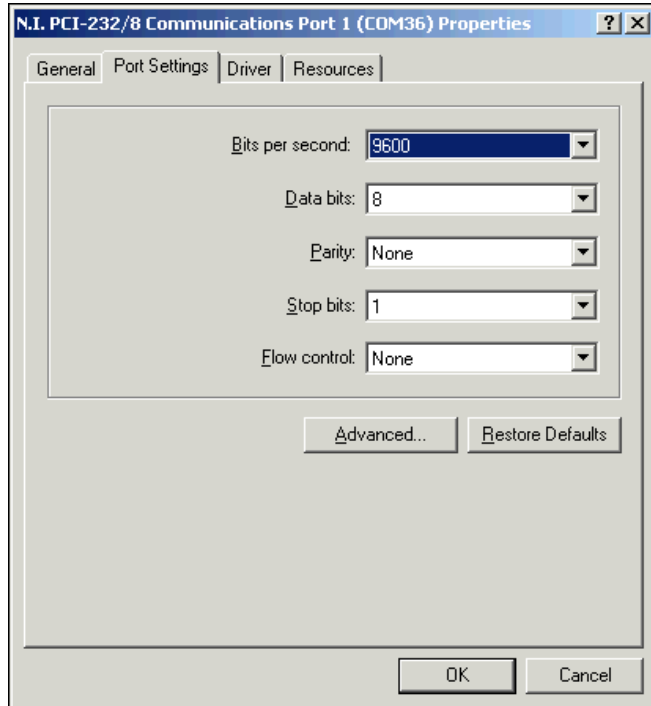 N.I. PCI-232/8 Communications Port 1 (COM36) Properties ? X
General Port Settings Driver Resources
Bits per second: 9600
Data bits: 8
Parity: None
Stop bits: 1
Flow control: None
Advanced... Restore Defaults
OK Cancel